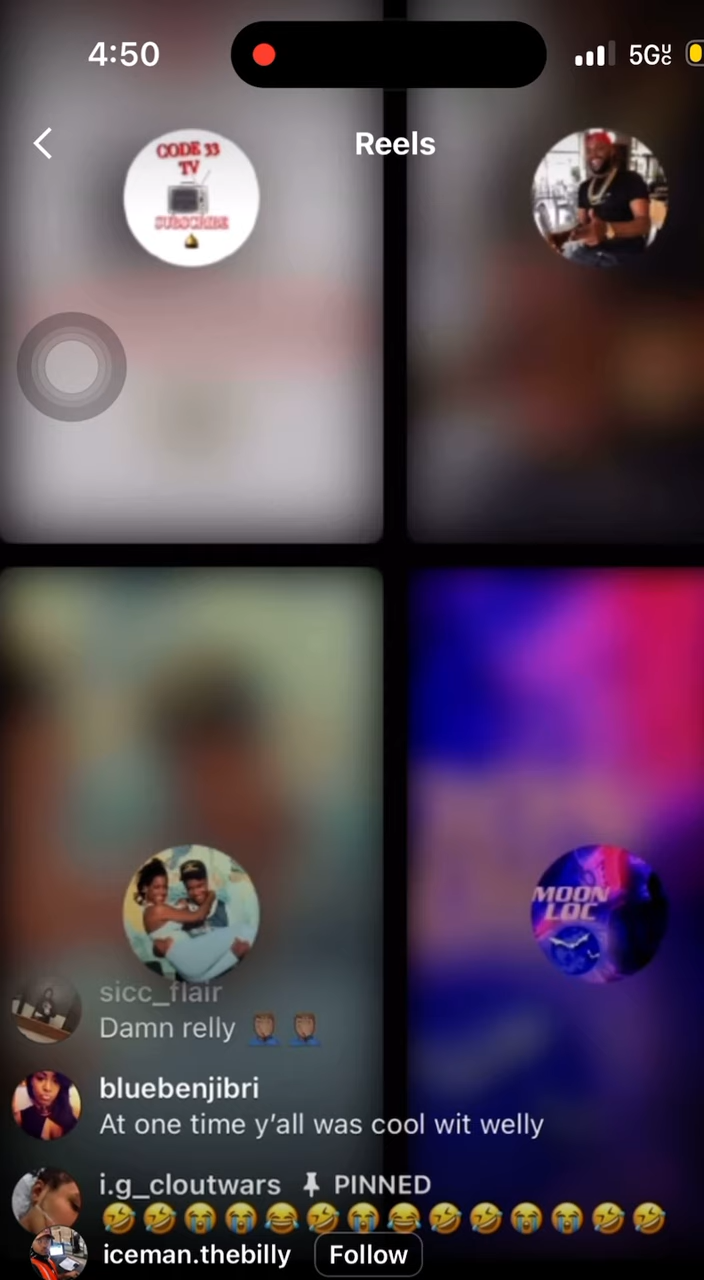 4:50
5G
Reels
CODE 33
TV
SUBSCRIBE
MOON
LOC
sicc_flair
Damn relly 🤦🏽‍♂️🤦🏽‍♂️
bluebenjibri
At one time y’all was cool wit welly
i.g_cloutwars PINNED
🤣🤣😭😭😂🤣😭😂🤣🤣😭😭🤣🤣
iceman.thebilly Follow